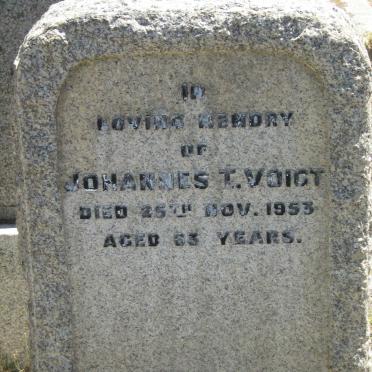 IN
LOVING MEMORY
OF
JOHANNES T. VOIGT
DIED 25TH NOV. 1953
AGED 63 YEARS.